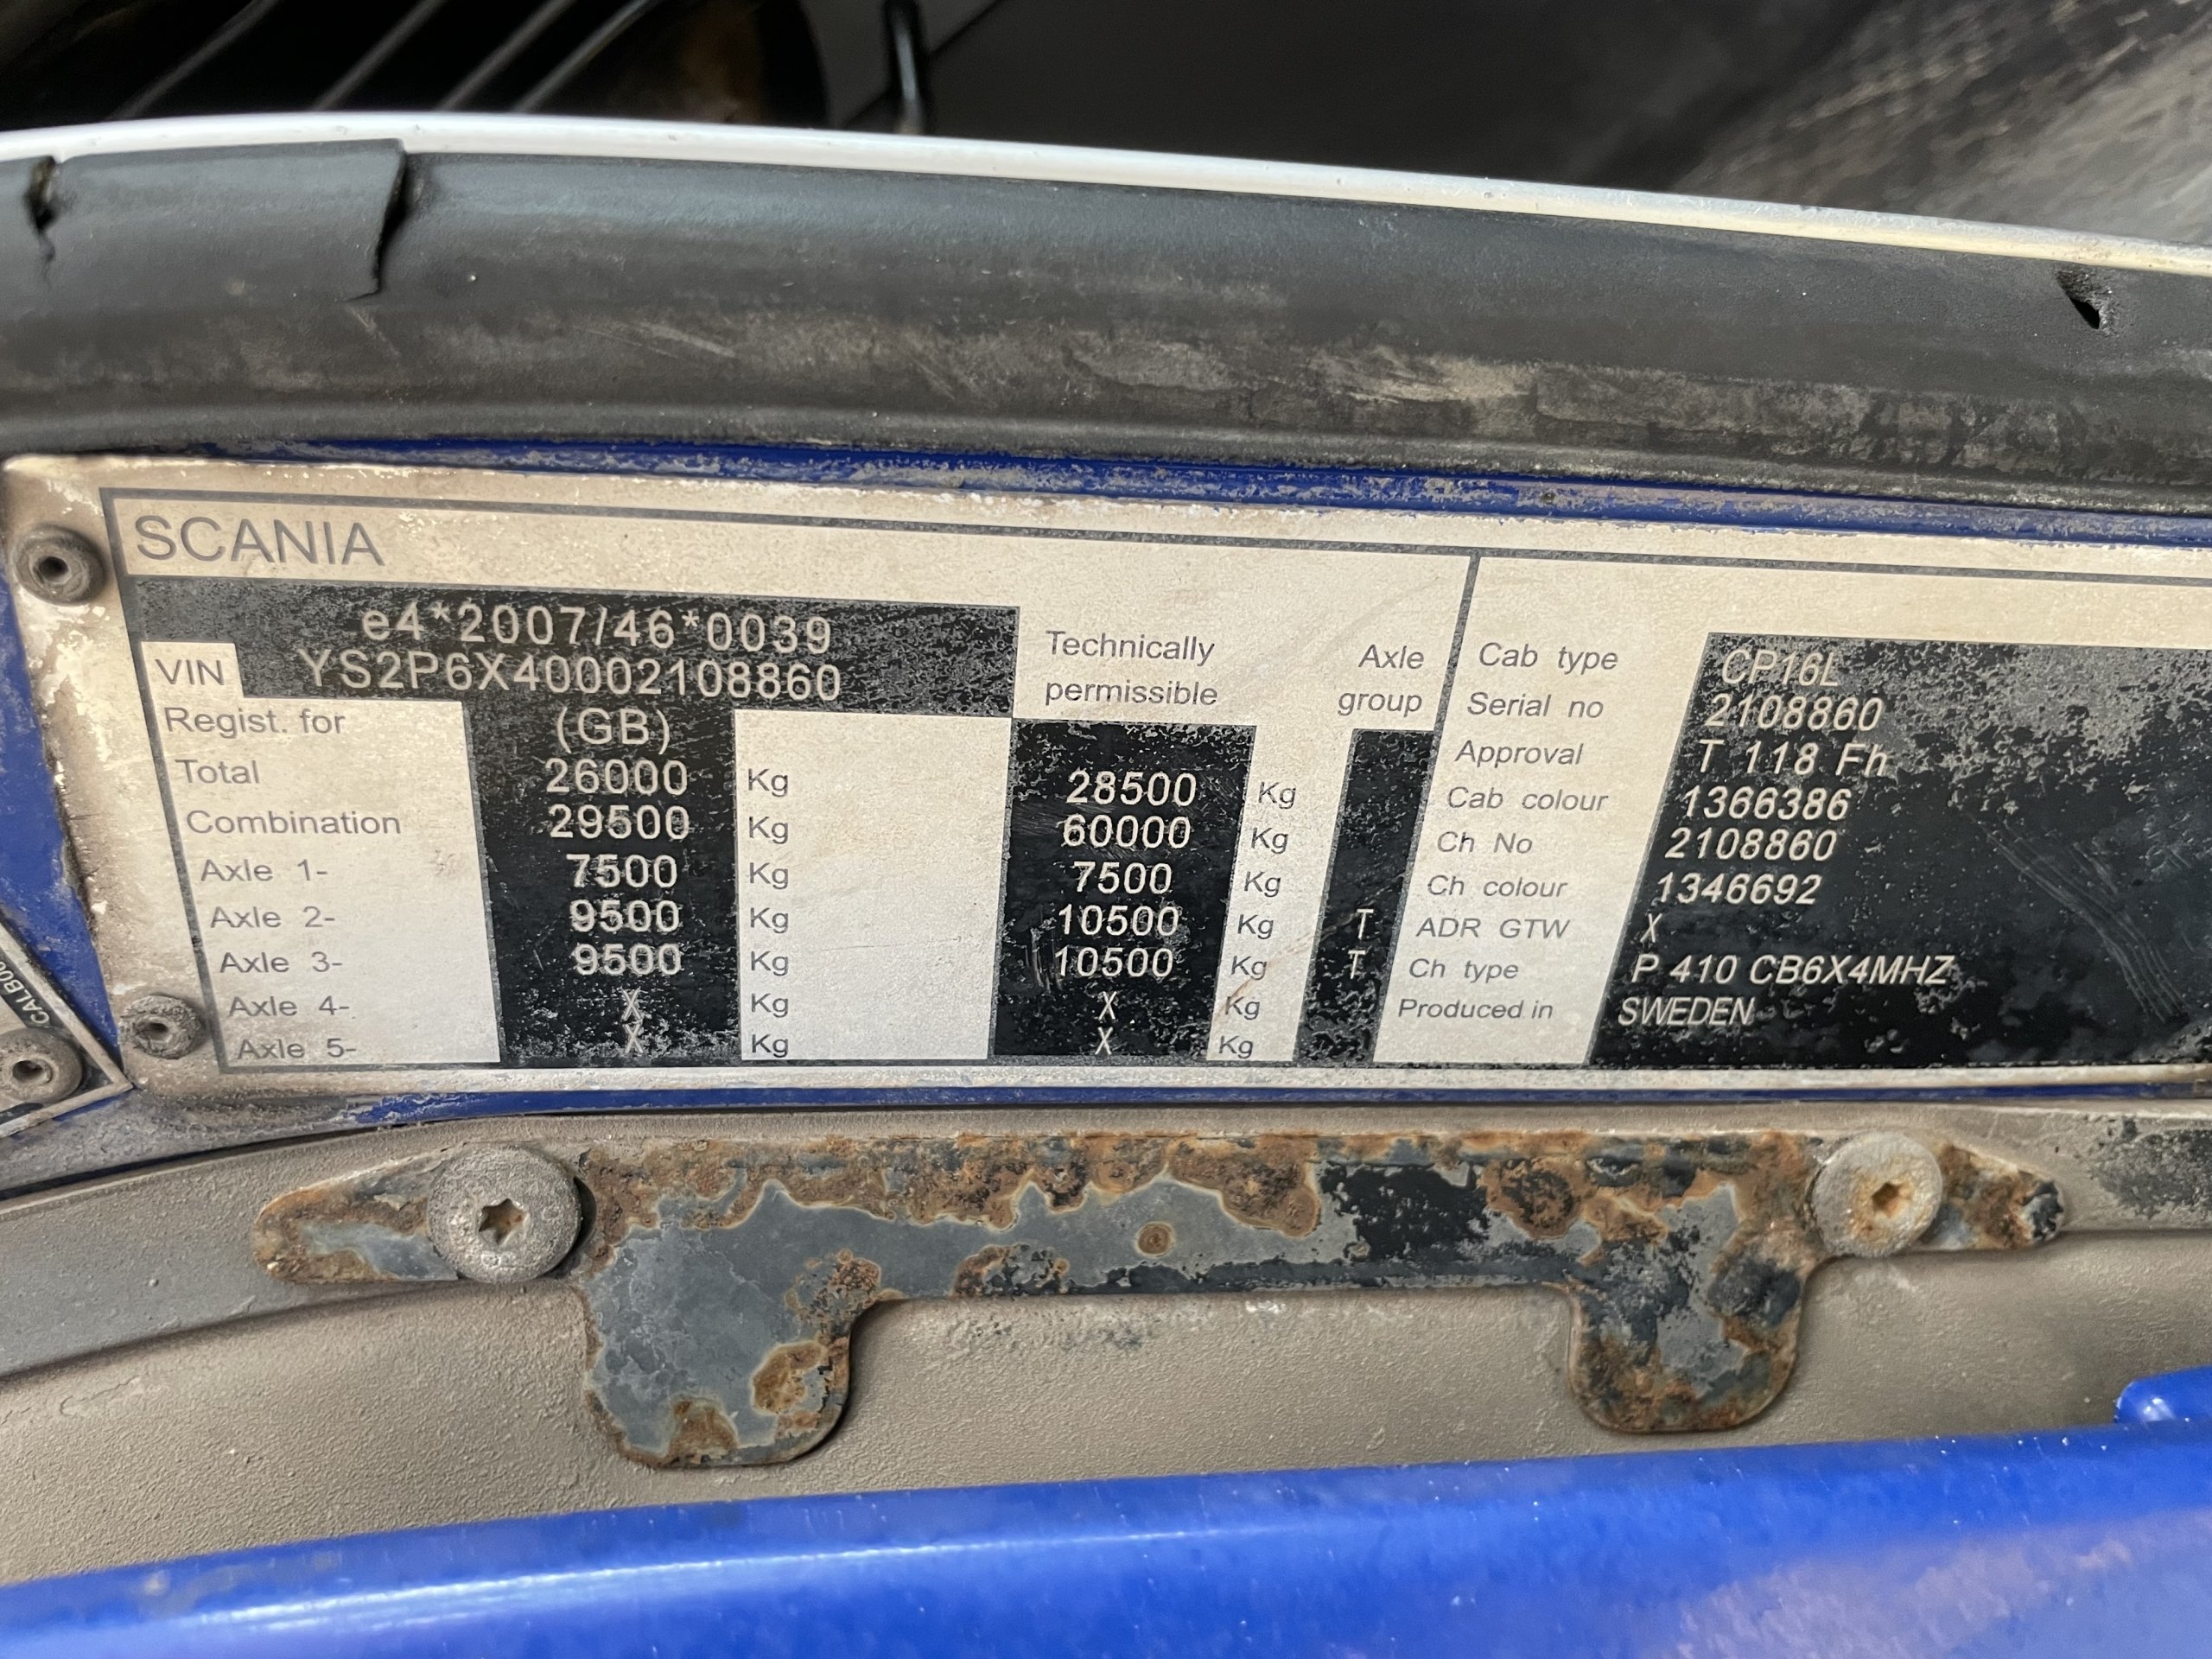 SCANIA
e4*2007/46*0039
VIN YS2P6X40002108860
Technically permissible
Axle group
Regist. for (GB)
Total 26000 Kg 28500 Kg
Combination 29500 Kg 60000 Kg
Axle 1- 7500 Kg 7500 Kg
Axle 2- 9500 Kg 10500 Kg T
Axle 3- 9500 Kg 10500 Kg T
Axle 4- X Kg X Kg
Axle 5- X Kg X Kg
Cab type CP16L
Serial no 2108860
Approval T 118 Fh
Cab colour 1366386
Ch No 2108860
Ch colour 1346692
ADR GTW X
Ch type P 410 CB6X4MHZ
Produced in SWEDEN